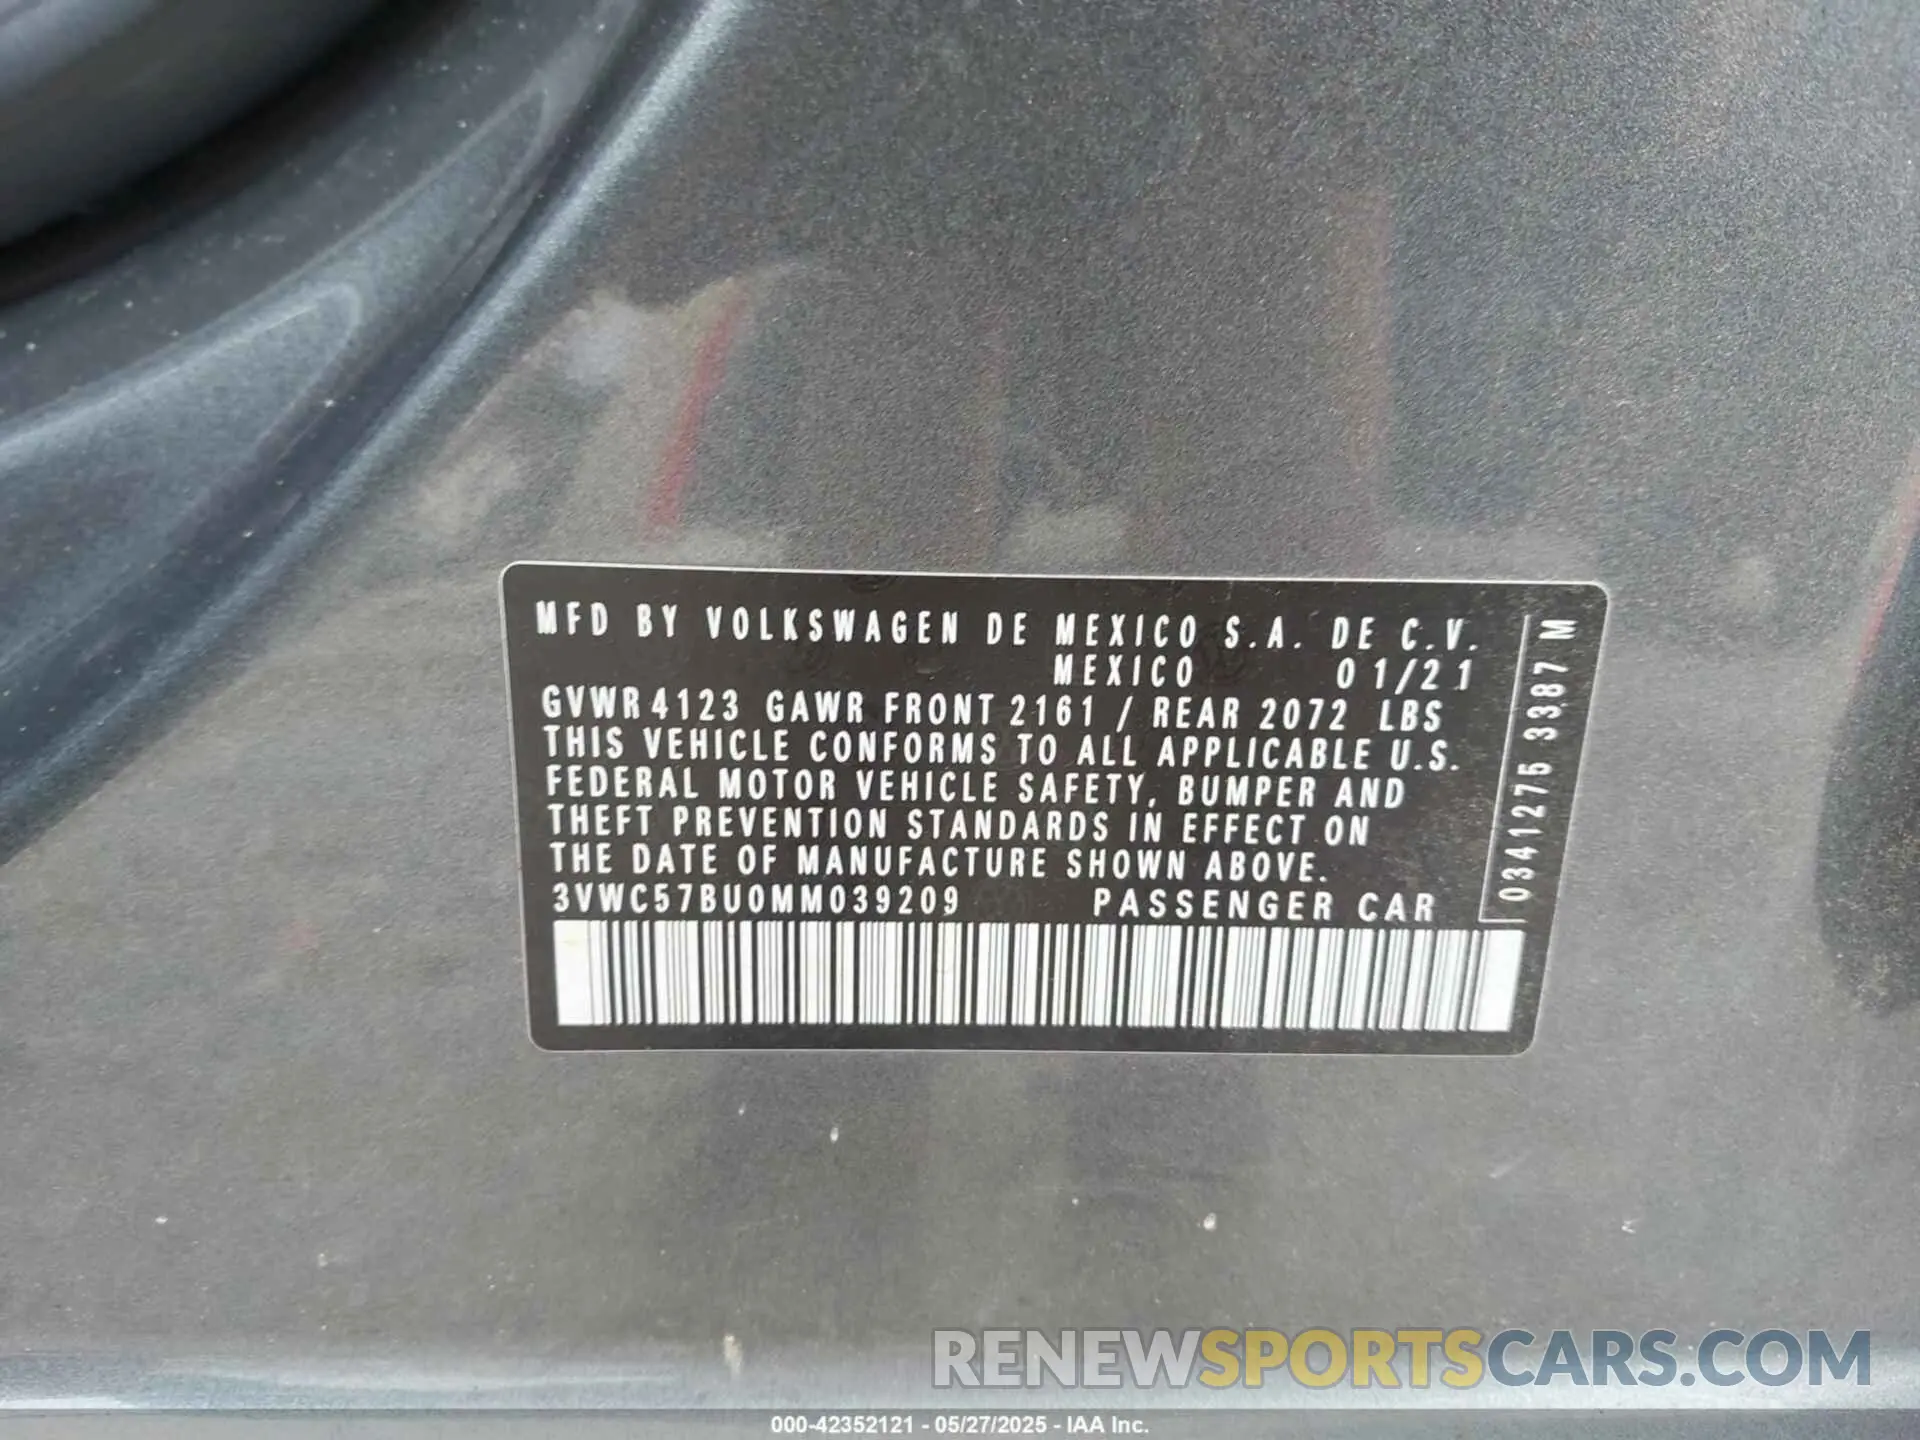 MFD BY VOLKSWAGEN DE MEXICO S.A. DE C.V.
MEXICO 01/21
GVWR 4123 GAWR FRONT 2161 / REAR 2072 LBS
THIS VEHICLE CONFORMS TO ALL APPLICABLE U.S.
FEDERAL MOTOR VEHICLE SAFETY, BUMPER AND
THEFT PREVENTION STANDARDS IN EFFECT ON
THE DATE OF MANUFACTURE SHOWN ABOVE.
3VWC57BU0MM039209 PASSENGER CAR
0341275 3387 M
RENEWSPORTSCARS.COM
000-42352121 - 05/27/2025 - IAA Inc.